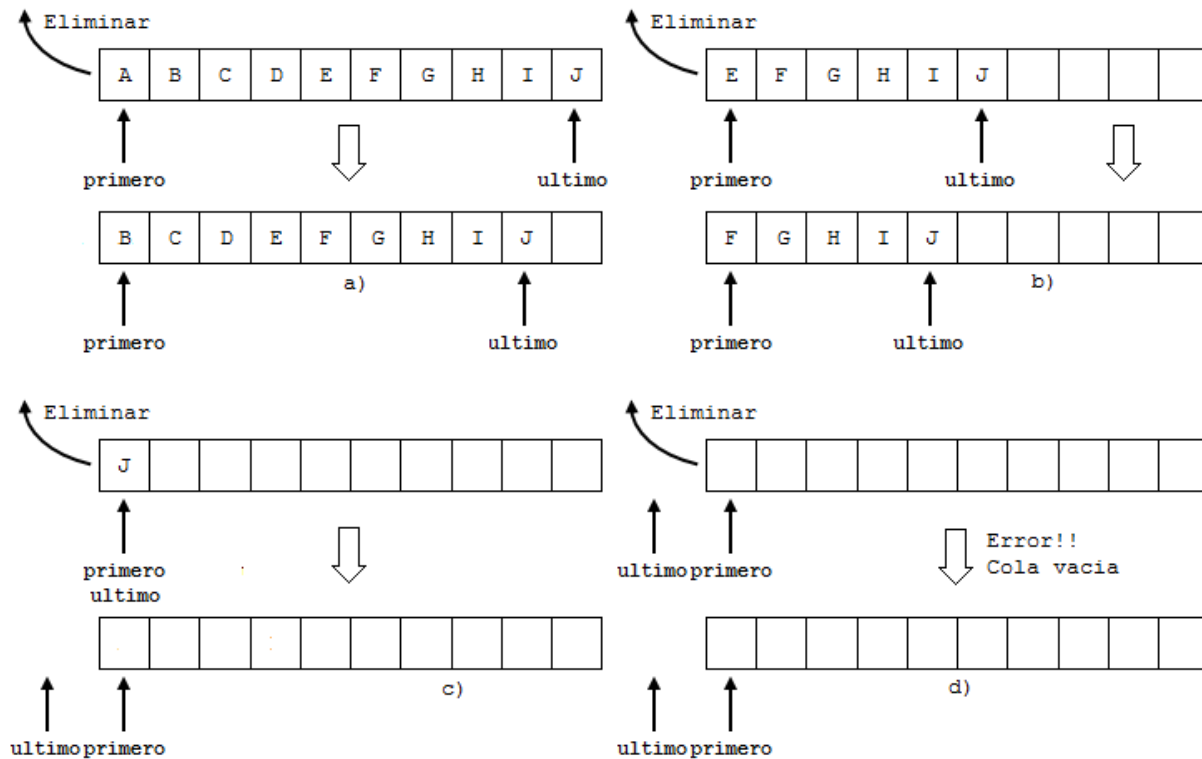 Eliminar
A B C D E F G H I J
primero ultimo
B C D E F G H I J
a)
primero ultimo
Eliminar
E F G H I J
primero ultimo
F G H I J
b)
primero ultimo
Eliminar
J
primero
ultimo
c)
ultimo primero
Eliminar
Error!!
ultimo primero Cola vacia
d)
ultimo primero